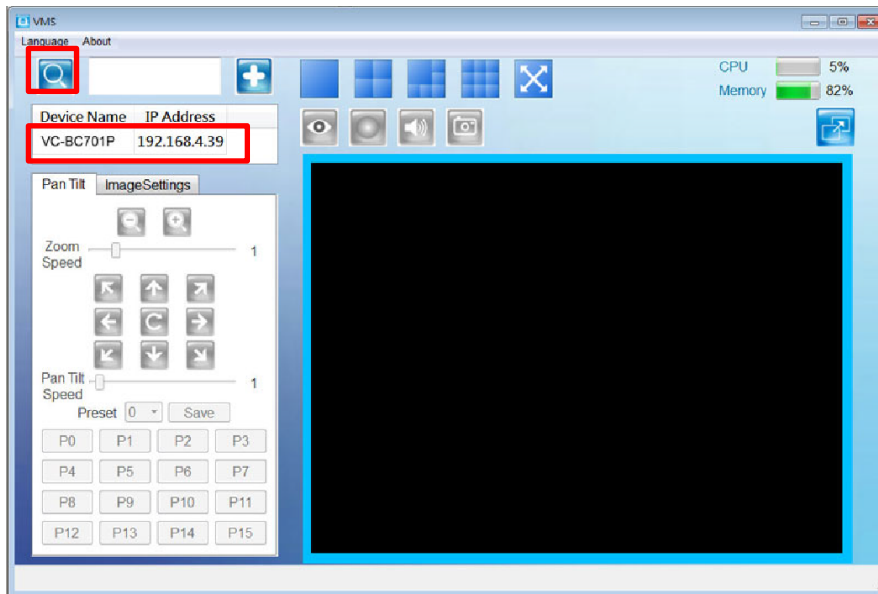 VMS
Language About
CPU 5%
Memory 82%
Device Name IP Address
VC-BC701P 192.168.4.39
Pan Tilt ImageSettings
Zoom Speed 1
Pan Tilt Speed 1
Preset 0 Save
P0 P1 P2 P3
P4 P5 P6 P7
P8 P9 P10 P11
P12 P13 P14 P15